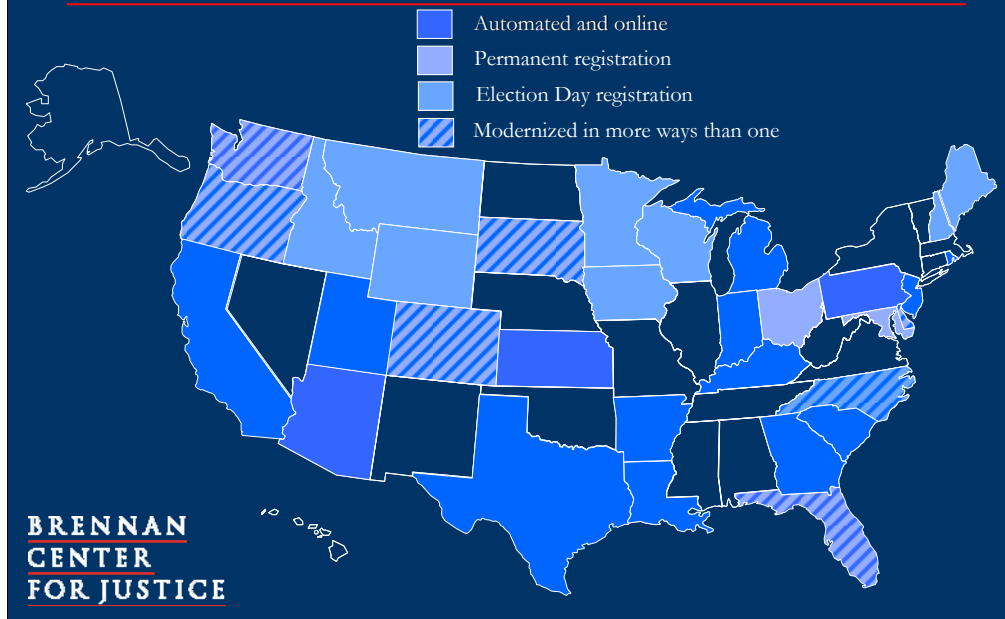 Automated and online
Permanent registration
Election Day registration
Modernized in more ways than one
BRENNAN
CENTER
FOR JUSTICE